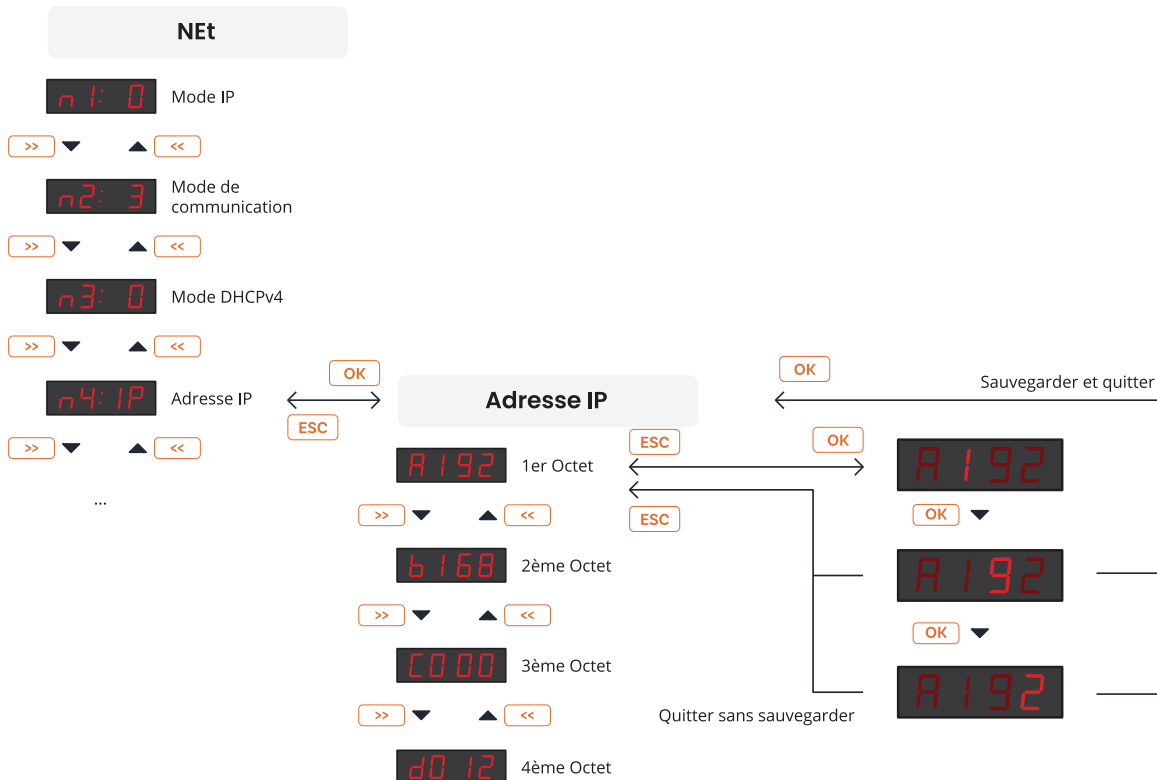 NEt
n1: 0 Mode IP
>> <<
n2: 3 Mode de
communication
>> <<
n3: 0 Mode DHCPv4
>> <<
n4:IP Adresse IP
>> <<
...
OK
ESC
Adresse IP
A192 1er Octet
>> <<
b168 2ème Octet
>> <<
C000 3ème Octet
>> <<
d012 4ème Octet
ESC
OK
ESC
OK
Sauvegarder et quitter
A192
OK
A192
OK
A192
Quitter sans sauvegarder